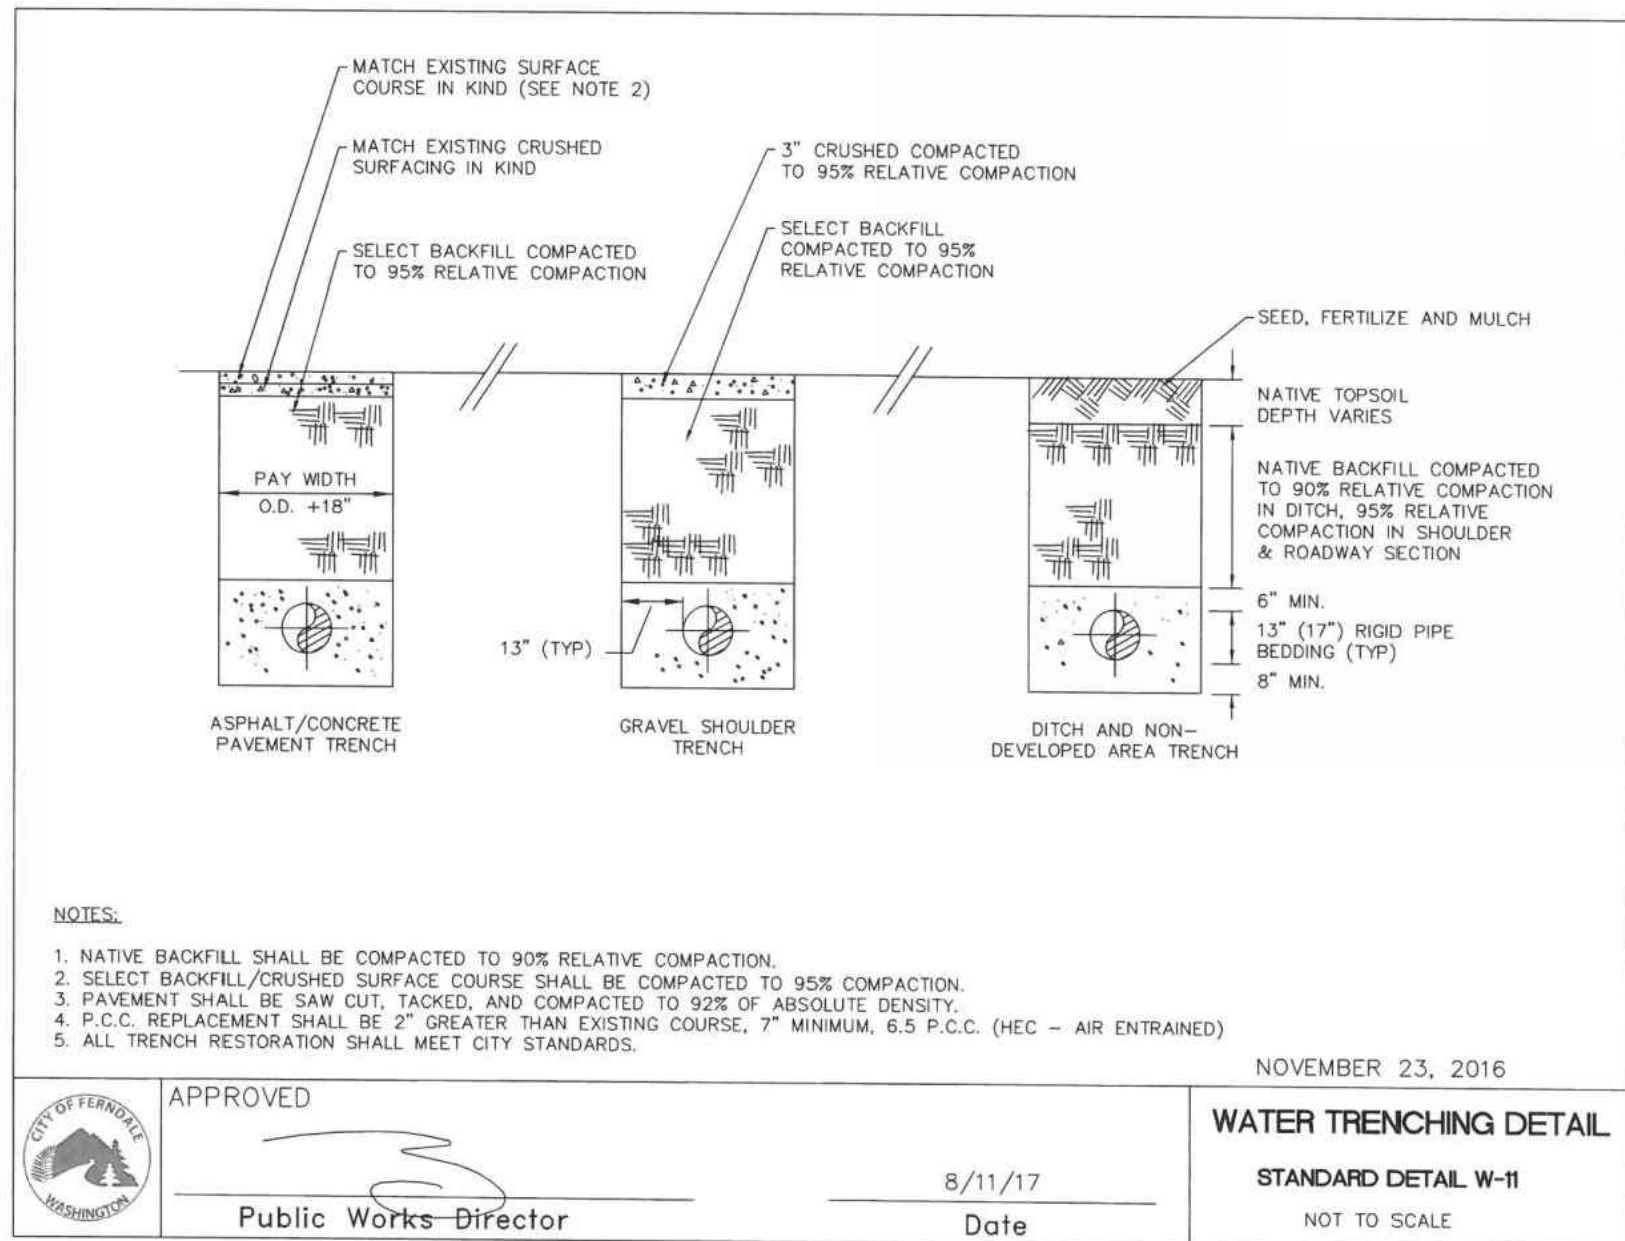 MATCH EXISTING SURFACE
COURSE IN KIND (SEE NOTE 2)
MATCH EXISTING CRUSHED
SURFACING IN KIND
SELECT BACKFILL COMPACTED
TO 95% RELATIVE COMPACTION
3" CRUSHED COMPACTED
TO 95% RELATIVE COMPACTION
SELECT BACKFILL
COMPACTED TO 95%
RELATIVE COMPACTION
SEED, FERTILIZE AND MULCH
NATIVE TOPSOIL
DEPTH VARIES
NATIVE BACKFILL COMPACTED
TO 90% RELATIVE COMPACTION
IN DITCH, 95% RELATIVE
COMPACTION IN SHOULDER
& ROADWAY SECTION
PAY WIDTH
O.D. +18"
13" (TYP)
6" MIN.
13" (17") RIGID PIPE
BEDDING (TYP)
8" MIN.
ASPHALT/CONCRETE
PAVEMENT TRENCH
GRAVEL SHOULDER
TRENCH
DITCH AND NON-
DEVELOPED AREA TRENCH
NOTES:
1. NATIVE BACKFILL SHALL BE COMPACTED TO 90% RELATIVE COMPACTION.
2. SELECT BACKFILL/CRUSHED SURFACE COURSE SHALL BE COMPACTED TO 95% COMPACTION.
3. PAVEMENT SHALL BE SAW CUT, TACKED, AND COMPACTED TO 92% OF ABSOLUTE DENSITY.
4. P.C.C. REPLACEMENT SHALL BE 2" GREATER THAN EXISTING COURSE, 7" MINIMUM, 6.5 P.C.C. (HEC - AIR ENTRAINED)
5. ALL TRENCH RESTORATION SHALL MEET CITY STANDARDS.
NOVEMBER 23, 2016
CITY OF FERNDALE
WASHINGTON
APPROVED
Public Works Director
8/11/17
Date
WATER TRENCHING DETAIL
STANDARD DETAIL W-11
NOT TO SCALE